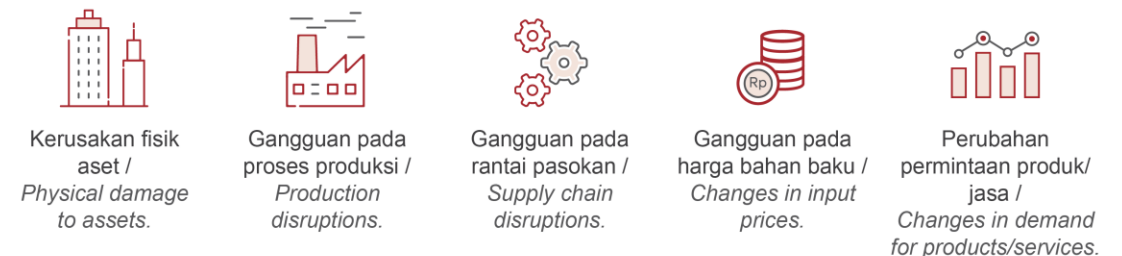 Kerusakan fisik
aset /
Physical damage
to assets.
Gangguan pada
proses produksi /
Production
disruptions.
Gangguan pada
rantai pasokan /
Supply chain
disruptions.
Rp
Gangguan pada
harga bahan baku /
Changes in input
prices.
Perubahan
permintaan produk/
jasa /
Changes in demand
for products/services.